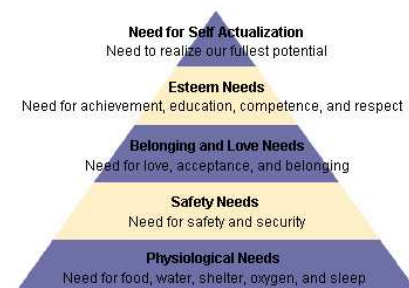 Need for Self Actualization
Need to realize our fullest potential
Esteem Needs
Need for achievement, education, competence, and respect
Belonging and Love Needs
Need for love, acceptance, and belonging
Safety Needs
Need for safety and security
Physiological Needs
Need for food, water, shelter, oxygen, and sleep